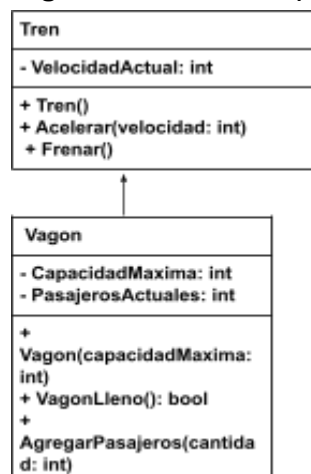 Tren
- VelocidadActual: int
+ Tren()
+ Acelerar(velocidad: int)
+ Frenar()
Vagon
- CapacidadMaxima: int
- PasajerosActuales: int
+
Vagon(capacidadMaxima:
int)
+ VagonLleno(): bool
+
AgregarPasajeros(cantida
d: int)